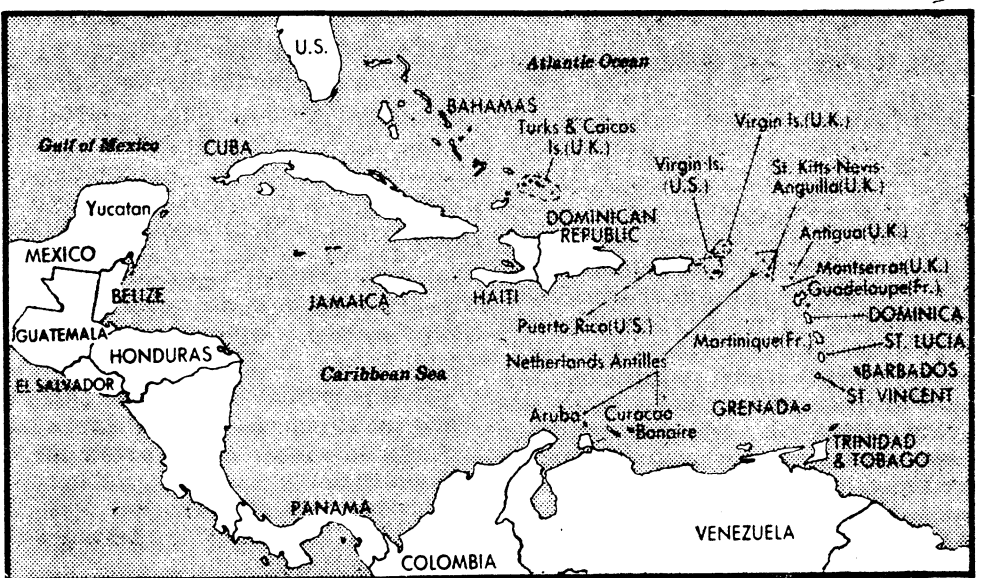 U.S.
Atlantic Ocean
BAHAMAS
Turks & Caicos
Is.(U.K.)
Virgin Is.(U.K.)
Gulf of Mexico
CUBA
Virgin Is.
(U.S.)
St. Kitts-Nevis-
Anguilla(U.K.)
Yucatan
DOMINICAN
REPUBLIC
Antigua(U.K.)
MEXICO
Montserrat(U.K.)
BELIZE
JAMAICA
HAITI
Guadeloupe(Fr.)
DOMINICA
Puerto Rico(U.S.)
GUATEMALA
Martinique(Fr.)
ST. LUCIA
HONDURAS
Netherlands Antilles
EL SALVADOR
Caribbean Sea
BARBADOS
ST. VINCENT
Aruba
Curacao
GRENADA
Bonaire
TRINIDAD
& TOBAGO
PANAMA
VENEZUELA
COLOMBIA